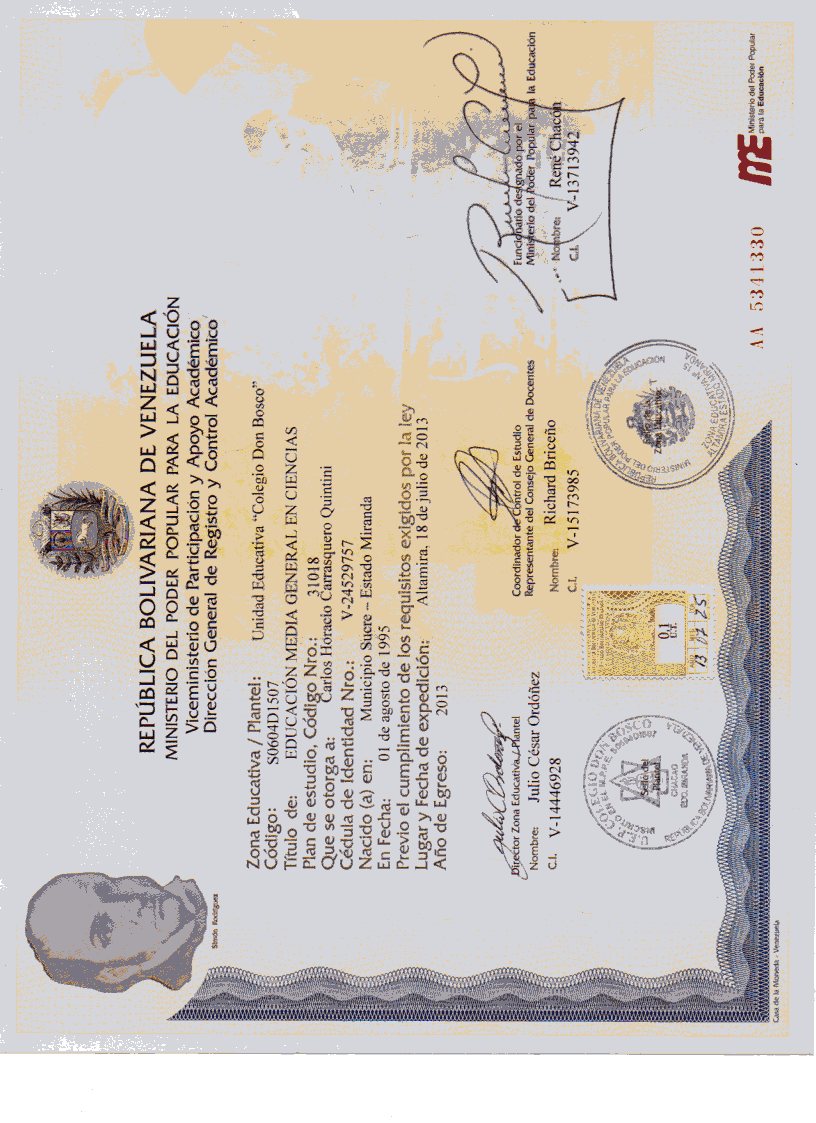 REPÚBLICA BOLIVARIANA DE VENEZUELA
MINISTERIO DEL PODER POPULAR PARA LA EDUCACIÓN
Viceministerio de Participación y Apoyo Académico
Dirección General de Registro y Control Académico
Simón Rodríguez
Zona Educativa / Plantel: Unidad Educativa “Colegio Don Bosco”
Código: S0604D1507
Título de: EDUCACIÓN MEDIA GENERAL EN CIENCIAS
Plan de estudio, Código Nro.: 31018
Que se otorga a: Carlos Horacio Carrasquero Quintini
Cédula de Identidad Nro.: V-24529757
Nacido (a) en: Municipio Sucre – Estado Miranda
En Fecha: 01 de agosto de 1995
Previo el cumplimiento de los requisitos exigidos por la ley
Lugar y Fecha de expedición: Altamira, 18 de julio de 2013
Año de Egreso: 2013
Director Zona Educativa / Plantel
Nombre: Julio César Ordóñez
C.I. V-14446928
Coordinador de Control de Estudio
Representante del Consejo General de Docentes
Nombre: Richard Briceño
C.I. V-15173985
Funcionario designado por el
Ministerio del Poder Popular para la Educación
Nombre: René Chacón
C.I. V-13713942
U.E.P. COLEGIO DON BOSCO
INSCRITO EN EL M.P.P.E.
Sello del
Plantel
CHACAO
EDO. MIRANDA
REPÚBLICA BOLIVARIANA DE VENEZUELA
0,1
U.T.
AÑO MES DÍA
13 07 25
REPÚBLICA BOLIVARIANA DE VENEZUELA
MINISTERIO DEL PODER POPULAR PARA LA EDUCACIÓN
Sello de la
Zona Educativa
ZONA EDUCATIVA Nº 15
ALTAMIRA ESTADO MIRANDA
AA 5341330
ME Ministerio del Poder Popular
para la Educación
Casa de la Moneda - Venezuela